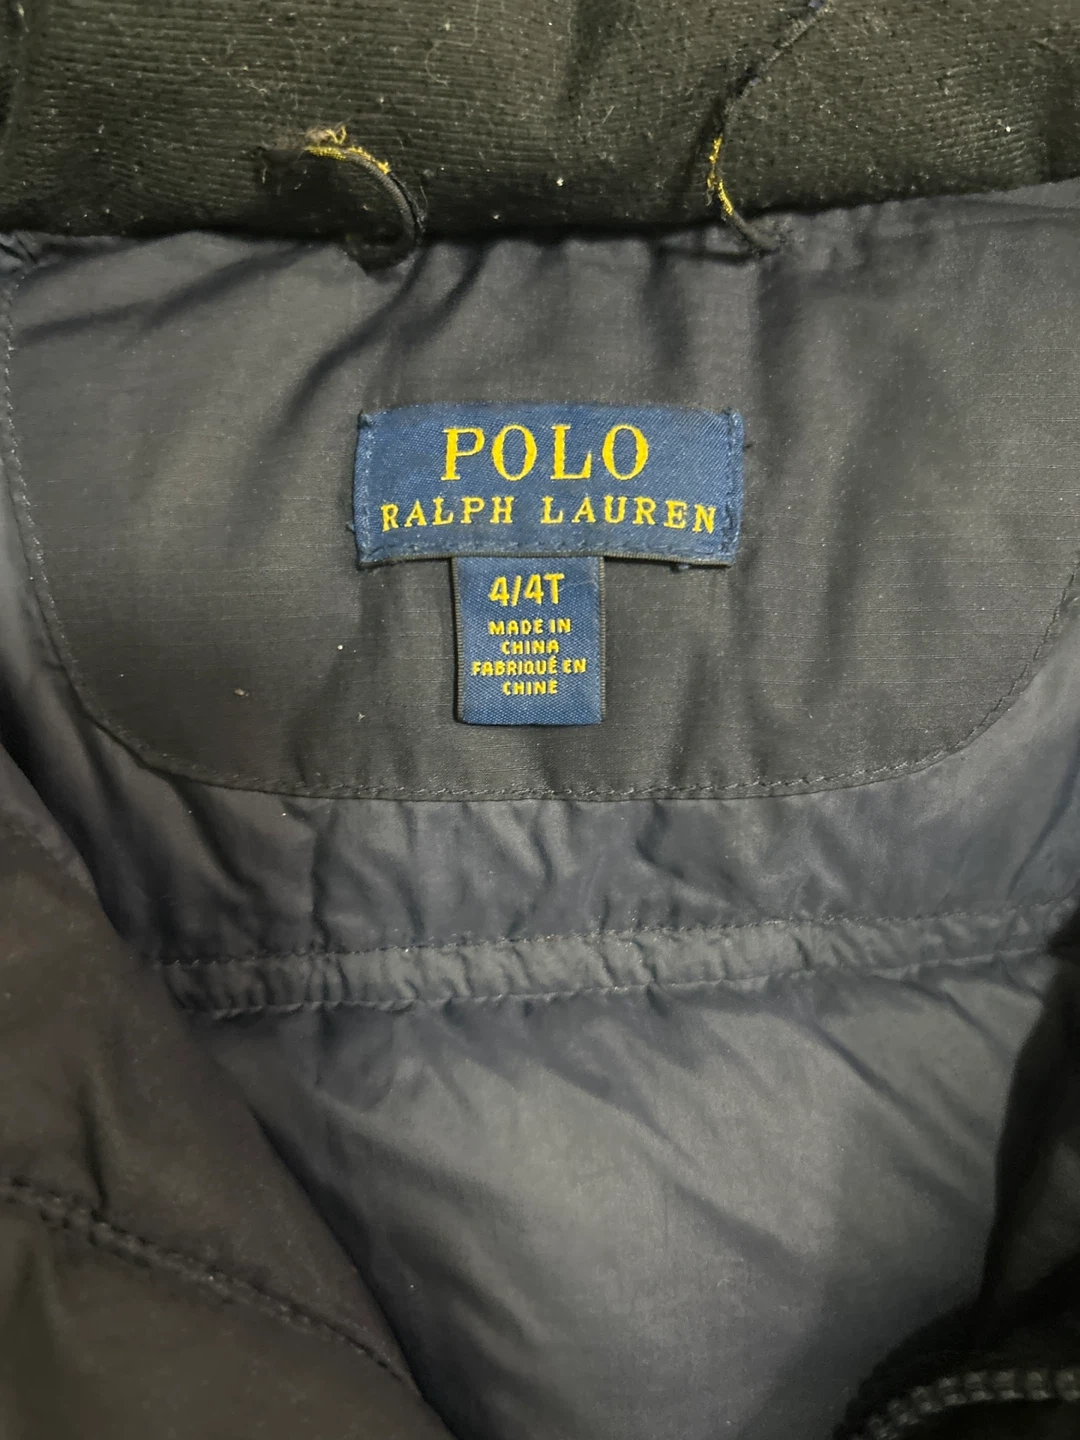 POLO
RALPH LAUREN
4/4T
MADE IN
CHINA
FABRIQUÉ EN
CHINE